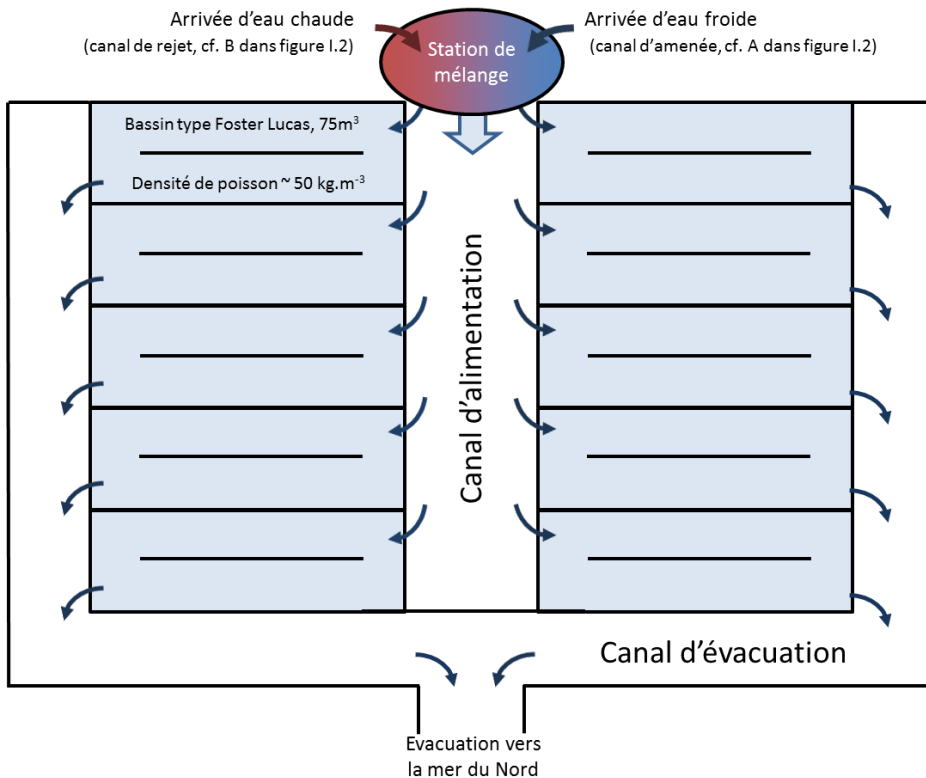 Arrivée d'eau chaude
(canal de rejet, cf. B dans figure I.2)
Station de
mélange
Arrivée d'eau froide
(canal d'amenée, cf. A dans figure I.2)
Bassin type Foster Lucas, 75m³
Densité de poisson ~ 50 kg.m⁻³
Canal d'alimentation
Canal d'évacuation
Evacuation vers
la mer du Nord